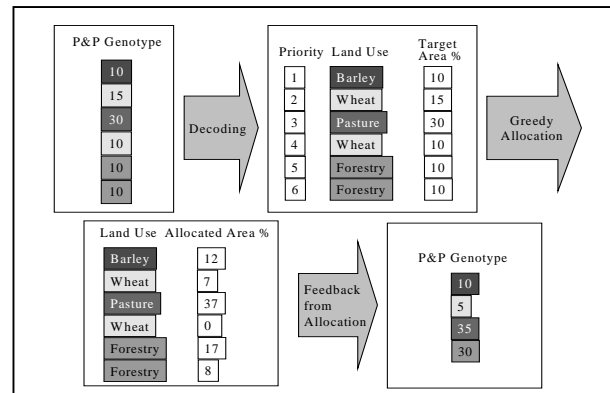 P&P Genotype
10
15
30
10
10
10
Decoding
Priority Land Use Target Area %
1 Barley 10
2 Wheat 15
3 Pasture 30
4 Wheat 10
5 Forestry 10
6 Forestry 10
Greedy
Allocation
Land Use Allocated Area %
Barley 12
Wheat 7
Pasture 37
Wheat 0
Forestry 17
Forestry 8
Feedback
from
Allocation
P&P Genotype
10
5
35
30